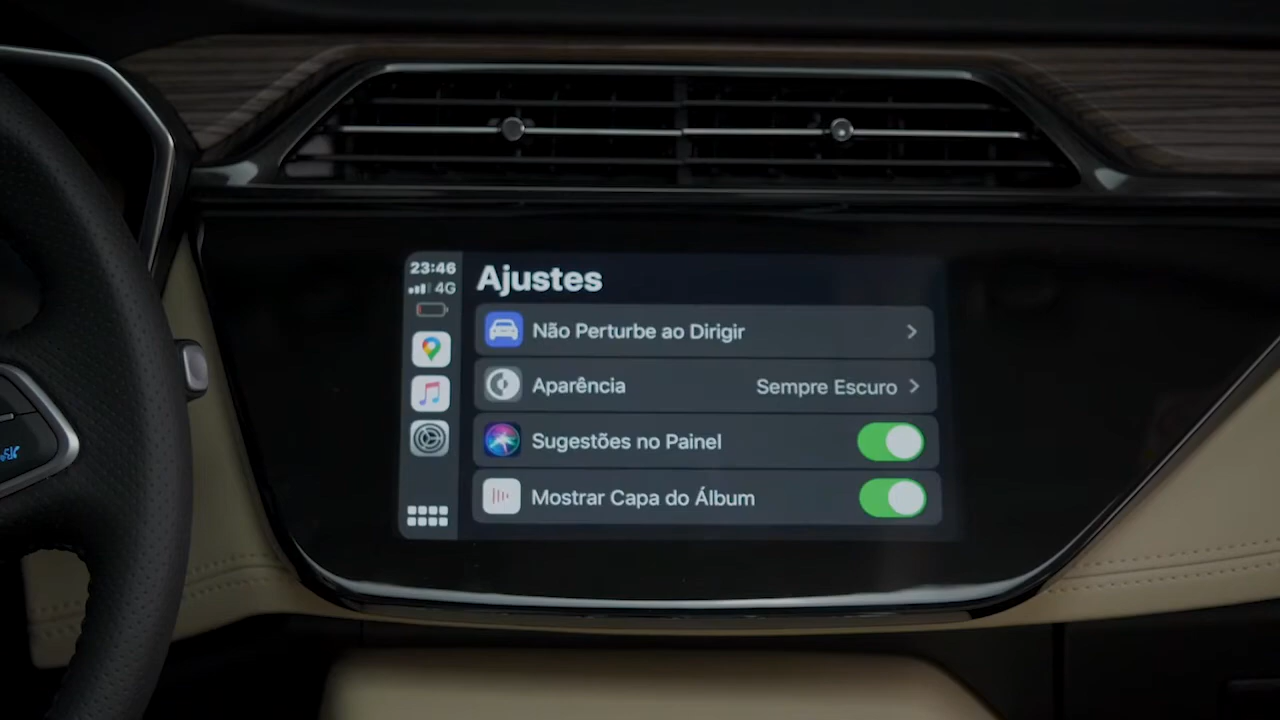 23:46
4G
Ajustes
Não Perturbe ao Dirigir
Aparência
Sempre Escuro
Sugestões no Painel
Mostrar Capa do Álbum